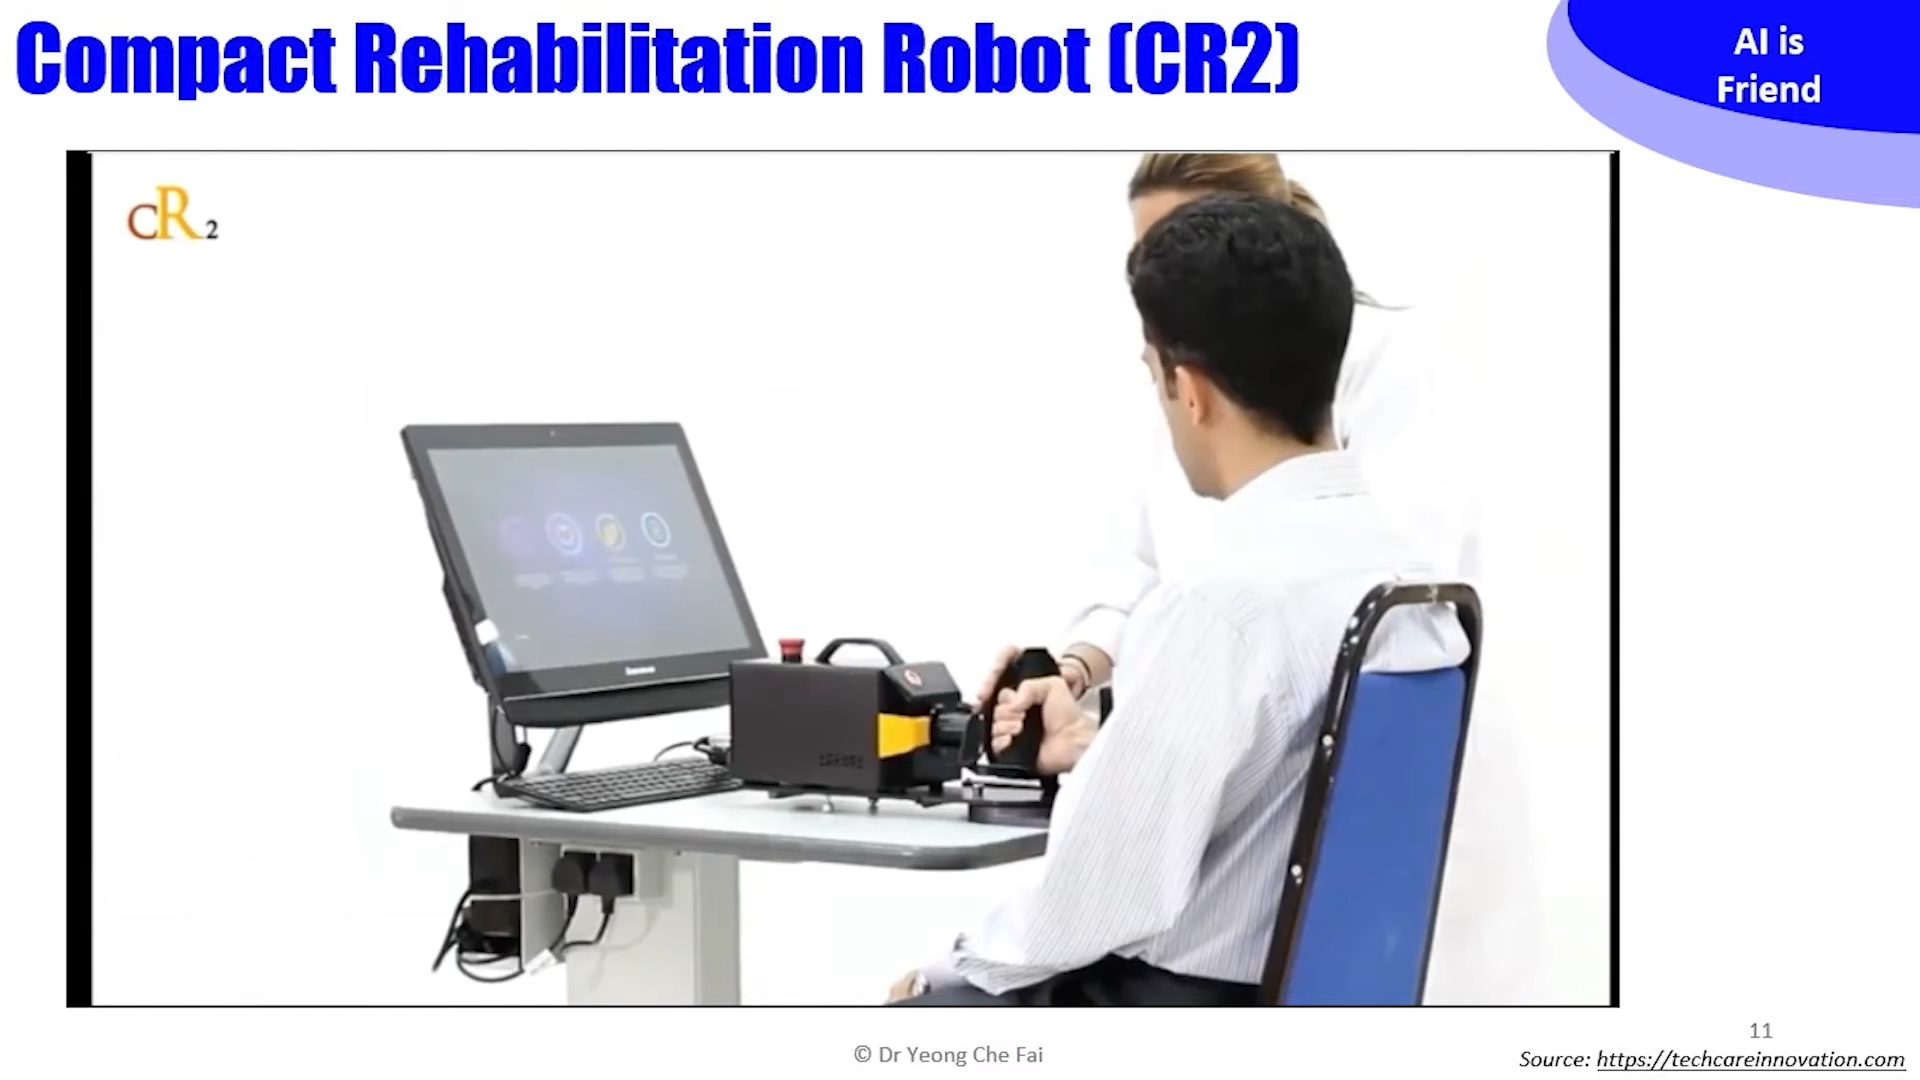 Compact Rehabilitation Robot (CR2)
AI is
Friend
CR2
© Dr Yeong Che Fai
11
Source: https://techcareinnovation.com